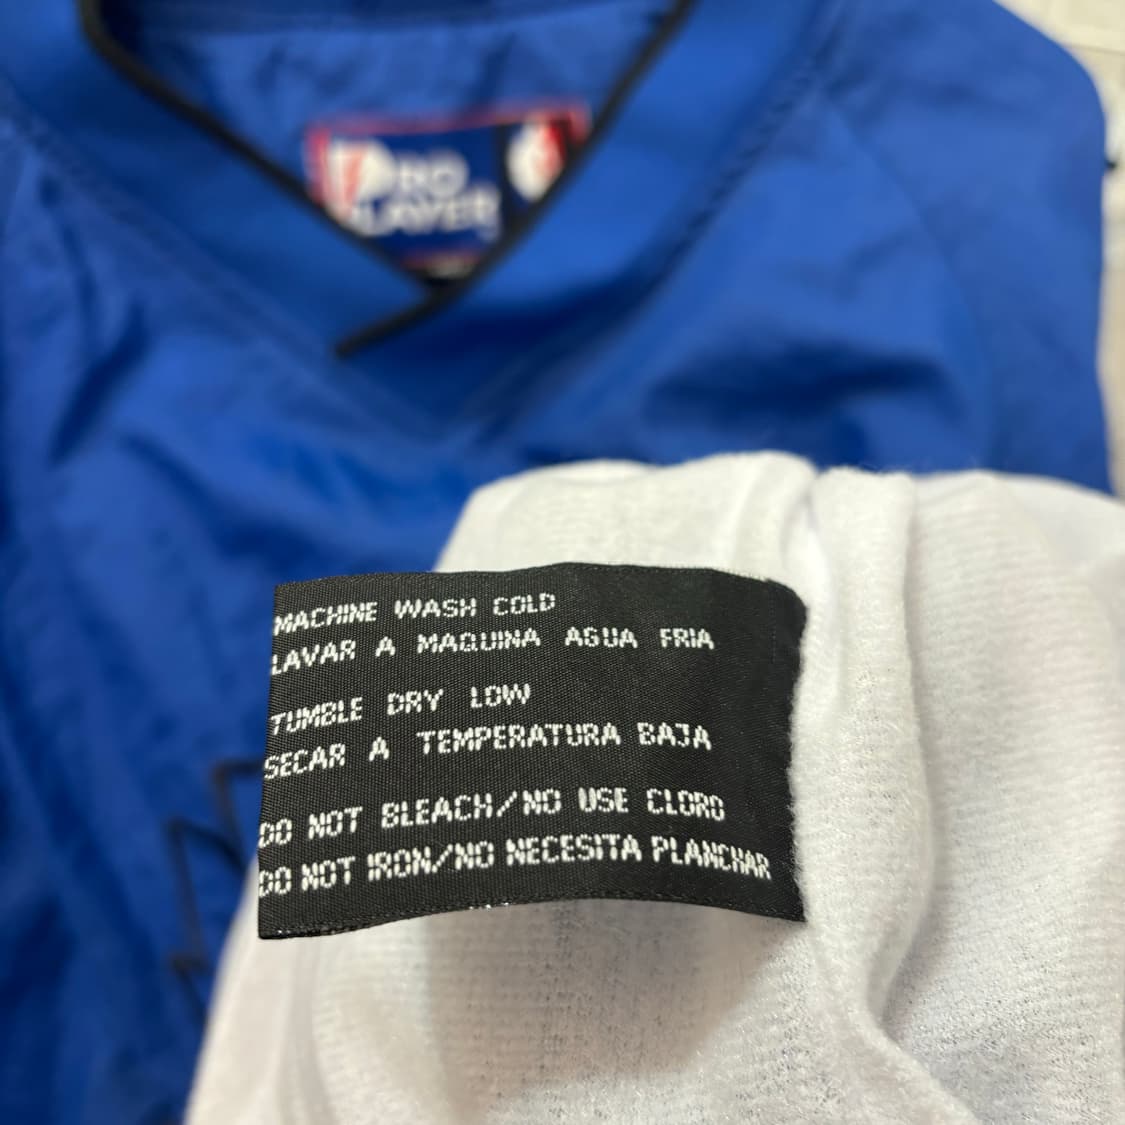 PRO
PLAYER
MACHINE WASH COLD
LAVAR A MAQUINA AGUA FRIA
TUMBLE DRY LOW
SECAR A TEMPERATURA BAJA
DO NOT BLEACH/NO USE CLORO
DO NOT IRON/NO NECESITA PLANCHAR